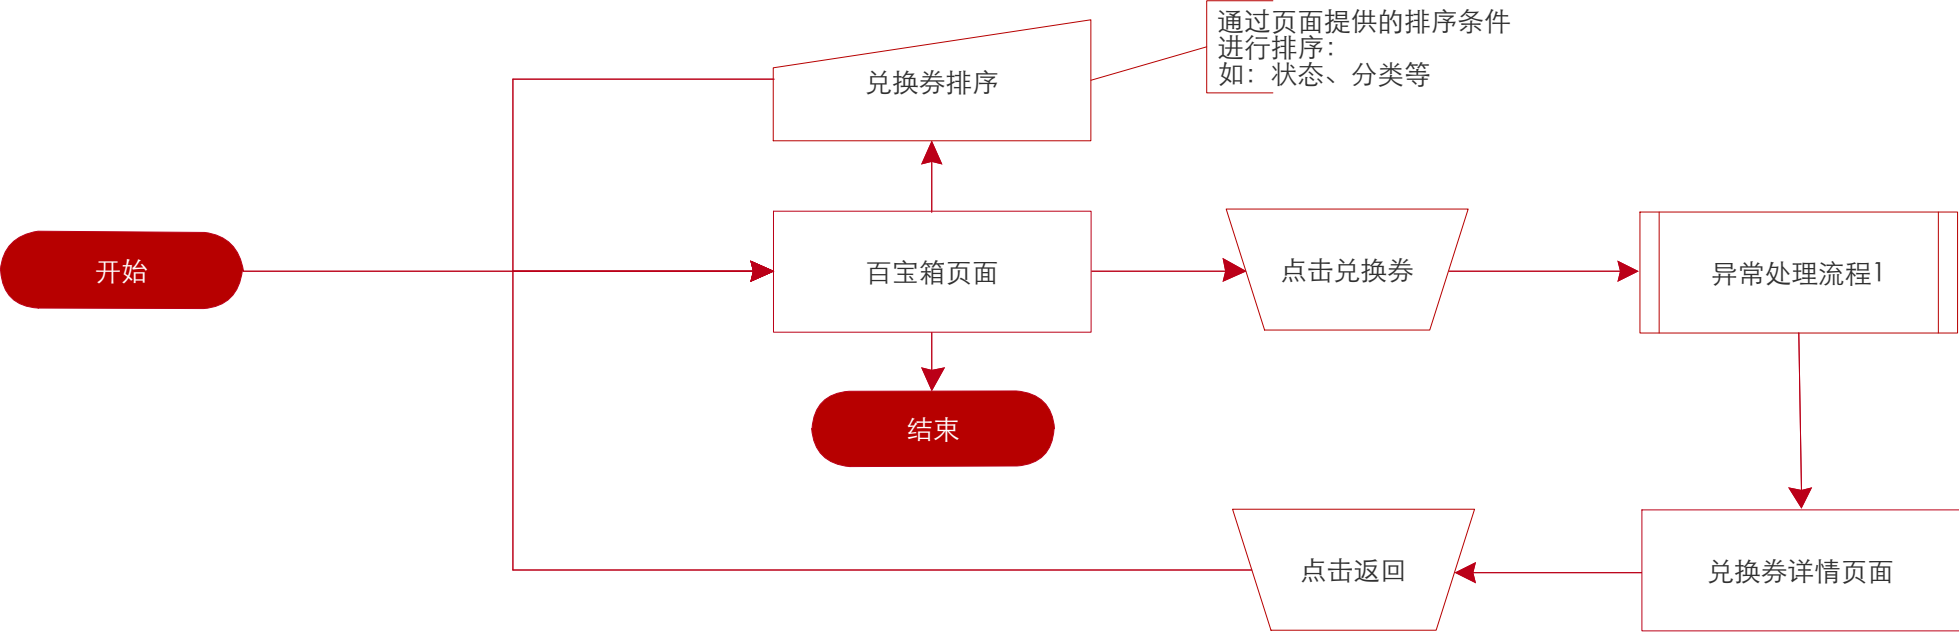 通过页面提供的排序条件
进行排序：
如：状态、分类等
兑换券排序
开始
百宝箱页面
点击兑换券
异常处理流程1
结束
点击返回
兑换券详情页面